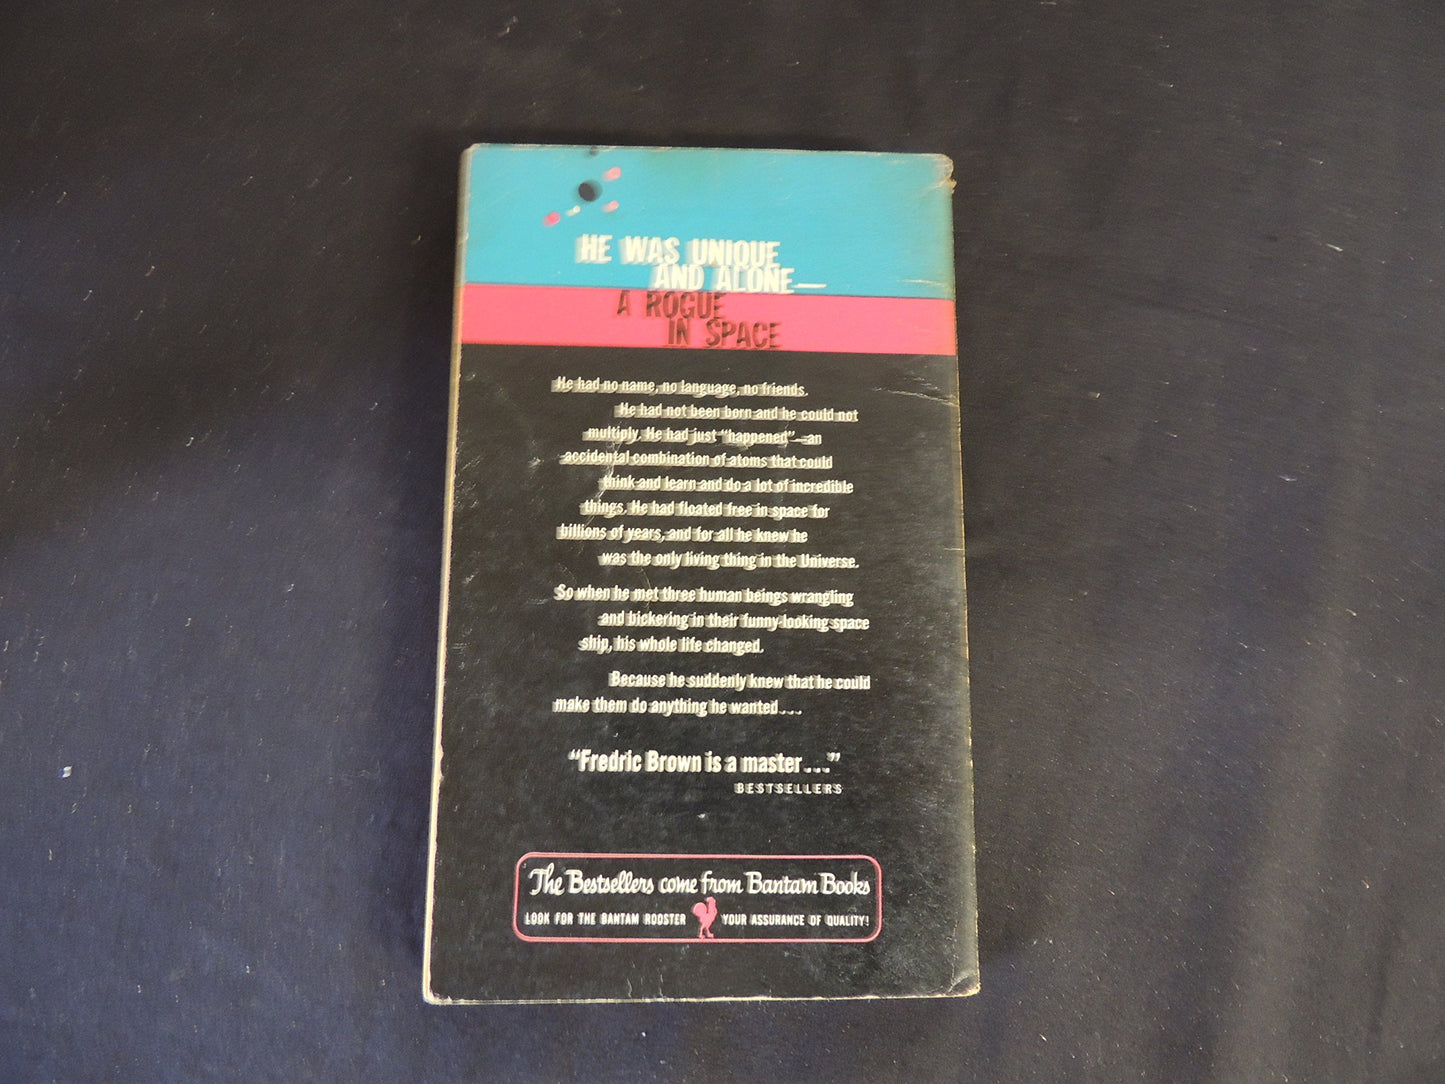 HE WAS UNIQUE
AND ALONE—
A ROGUE
IN SPACE
He had no name, no language, no friends.
He had not been born and he could not
multiply. He had just "happened"—an
accidental combination of atoms that could
think and learn and do a lot of incredible
things. He had floated free in space for
billions of years, and for all he knew he
was the only living thing in the Universe.
So when he met three human beings wrangling
and bickering in their funny-looking space
ship, his whole life changed.
Because he suddenly knew that he could
make them do anything he wanted...
"Fredric Brown is a master..."
BESTSELLERS
The Bestsellers come from Bantam Books
LOOK FOR THE BANTAM ROOSTER YOUR ASSURANCE OF QUALITY!